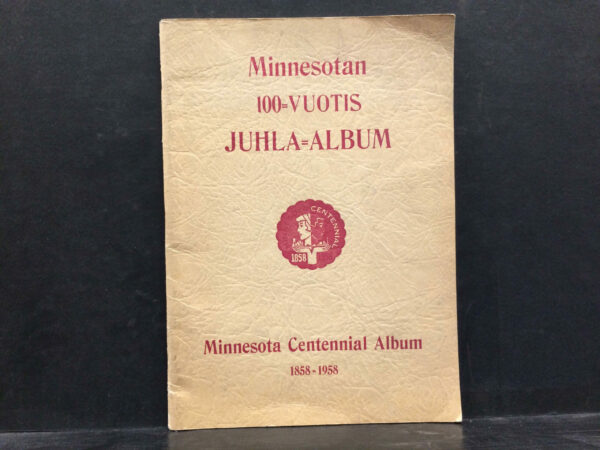 Minnesotan
100=VUOTIS
JUHLA=ALBUM
CENTENNIAL
1858
Minnesota Centennial Album
1858=1958